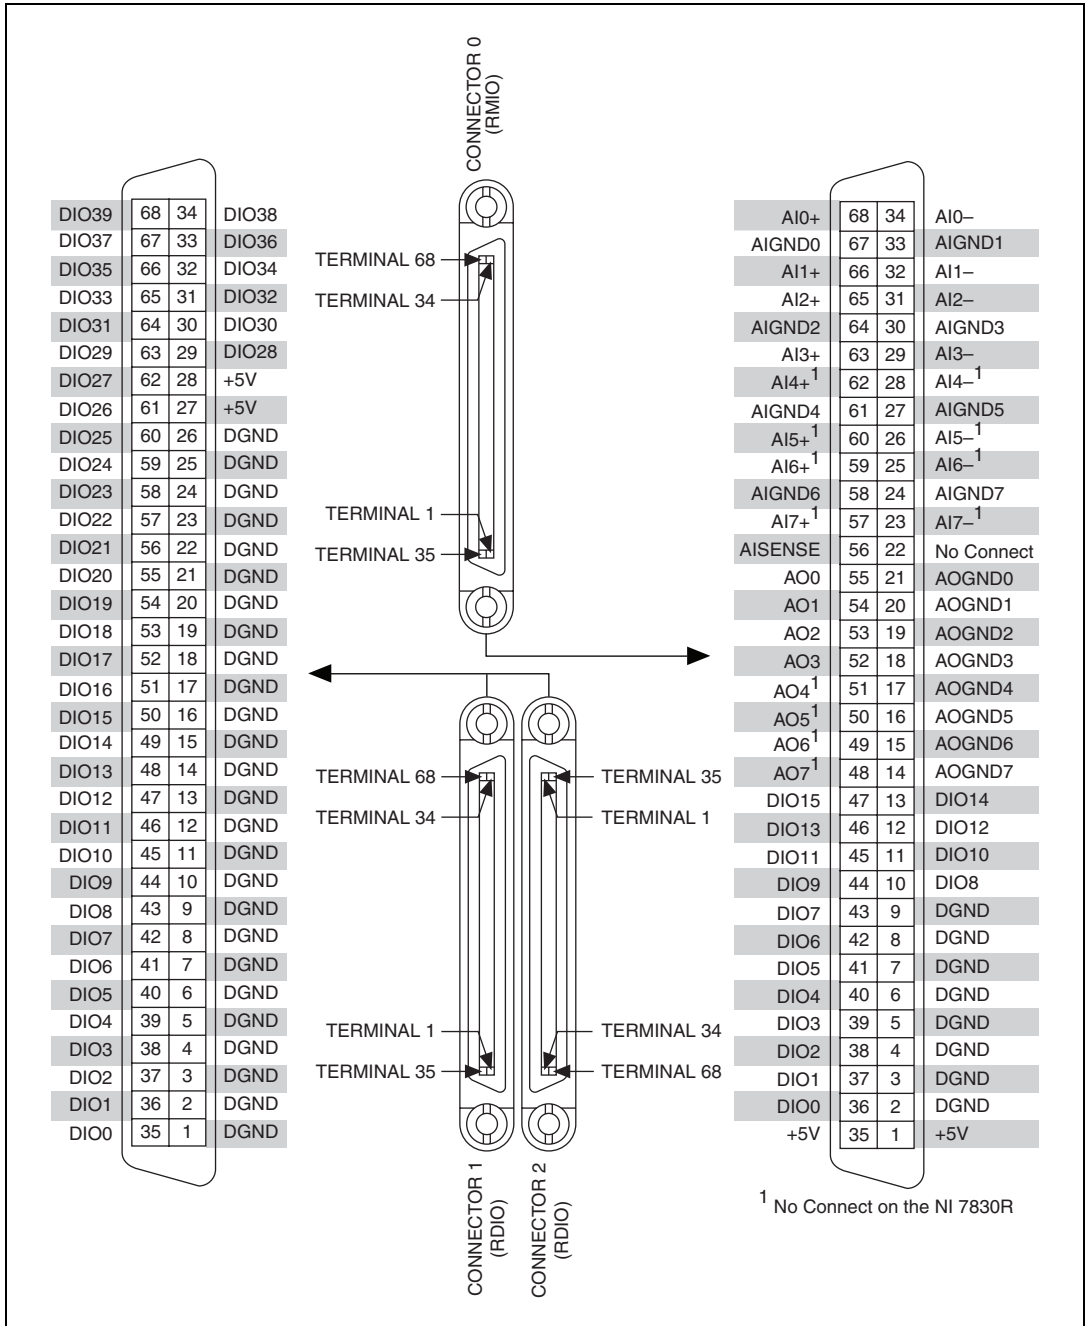 CONNECTOR 0
(RMIO)
DIO39 68 34 DIO38
DIO37 67 33 DIO36
DIO35 66 32 DIO34
DIO33 65 31 DIO32
DIO31 64 30 DIO30
DIO29 63 29 DIO28
DIO27 62 28 +5V
DIO26 61 27 +5V
DIO25 60 26 DGND
DIO24 59 25 DGND
DIO23 58 24 DGND
DIO22 57 23 DGND
DIO21 56 22 DGND
DIO20 55 21 DGND
DIO19 54 20 DGND
DIO18 53 19 DGND
DIO17 52 18 DGND
DIO16 51 17 DGND
DIO15 50 16 DGND
DIO14 49 15 DGND
DIO13 48 14 DGND
DIO12 47 13 DGND
DIO11 46 12 DGND
DIO10 45 11 DGND
DIO9 44 10 DGND
DIO8 43 9 DGND
DIO7 42 8 DGND
DIO6 41 7 DGND
DIO5 40 6 DGND
DIO4 39 5 DGND
DIO3 38 4 DGND
DIO2 37 3 DGND
DIO1 36 2 DGND
DIO0 35 1 DGND
TERMINAL 68
TERMINAL 34
TERMINAL 1
TERMINAL 35
TERMINAL 68
TERMINAL 34
TERMINAL 35
TERMINAL 1
TERMINAL 1
TERMINAL 35
TERMINAL 34
TERMINAL 68
CONNECTOR 1
(RDIO)
CONNECTOR 2
(RDIO)
AI0+ 68 34 AI0–
AIGND0 67 33 AIGND1
AI1+ 66 32 AI1–
AI2+ 65 31 AI2–
AIGND2 64 30 AIGND3
AI3+ 63 29 AI3–
AI4+1 62 28 AI4–1
AIGND4 61 27 AIGND5
AI5+1 60 26 AI5–1
AI6+1 59 25 AI6–1
AIGND6 58 24 AIGND7
AI7+1 57 23 AI7–1
AISENSE 56 22 No Connect
AO0 55 21 AOGND0
AO1 54 20 AOGND1
AO2 53 19 AOGND2
AO3 52 18 AOGND3
AO41 51 17 AOGND4
AO51 50 16 AOGND5
AO61 49 15 AOGND6
AO71 48 14 AOGND7
DIO15 47 13 DIO14
DIO13 46 12 DIO12
DIO11 45 11 DIO10
DIO9 44 10 DIO8
DIO7 43 9 DGND
DIO6 42 8 DGND
DIO5 41 7 DGND
DIO4 40 6 DGND
DIO3 39 5 DGND
DIO2 38 4 DGND
DIO1 37 3 DGND
DIO0 36 2 DGND
+5V 35 1 +5V
1 No Connect on the NI 7830R